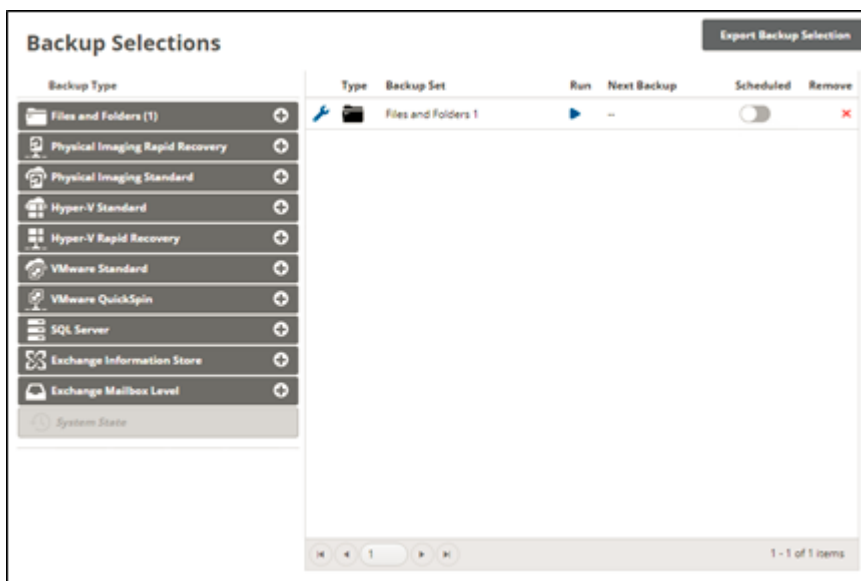 Backup Selections
Export Backup Selection
Backup Type
Files and Folders (1)
Physical Imaging Rapid Recovery
Physical Imaging Standard
Hyper-V Standard
Hyper-V Rapid Recovery
VMware Standard
VMware QuickSpin
SQL Server
Exchange Information Store
Exchange Mailbox Level
System State
Type Backup Set Run Next Backup Scheduled Remove
Files and Folders 1 --
1
1 - 1 of 1 items